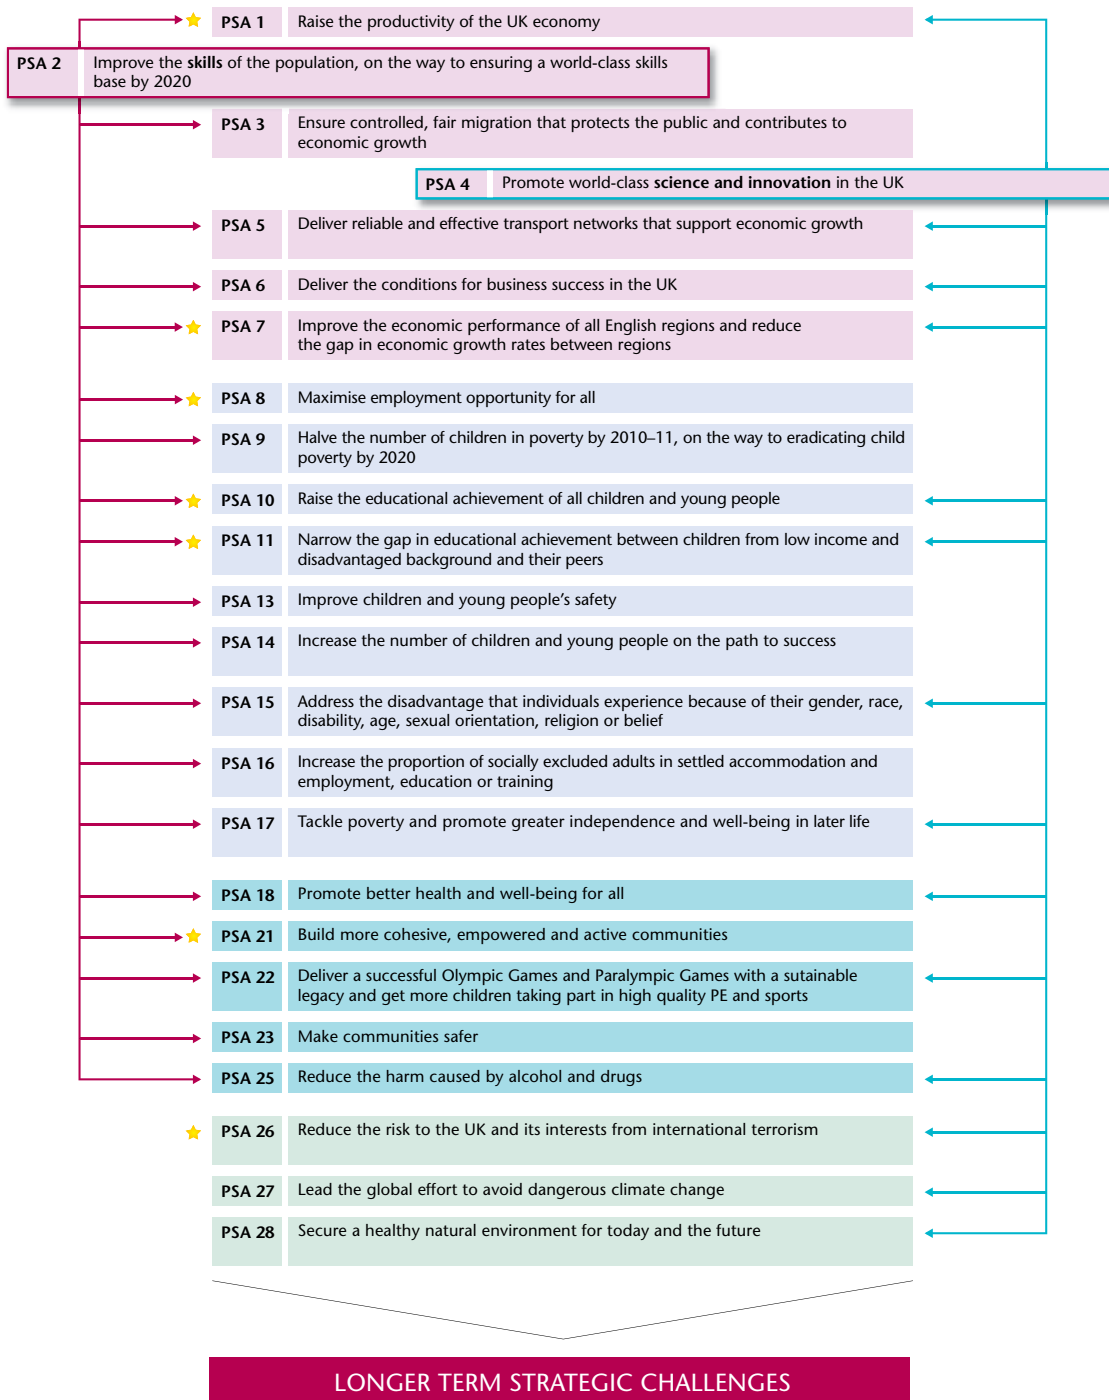 PSA 1 Raise the productivity of the UK economy
PSA 2 Improve the skills of the population, on the way to ensuring a world-class skills
base by 2020
PSA 3 Ensure controlled, fair migration that protects the public and contributes to
economic growth
PSA 4 Promote world-class science and innovation in the UK
PSA 5 Deliver reliable and effective transport networks that support economic growth
PSA 6 Deliver the conditions for business success in the UK
PSA 7 Improve the economic performance of all English regions and reduce
the gap in economic growth rates between regions
PSA 8 Maximise employment opportunity for all
PSA 9 Halve the number of children in poverty by 2010–11, on the way to eradicating child
poverty by 2020
PSA 10 Raise the educational achievement of all children and young people
PSA 11 Narrow the gap in educational achievement between children from low income and
disadvantaged background and their peers
PSA 13 Improve children and young people’s safety
PSA 14 Increase the number of children and young people on the path to success
PSA 15 Address the disadvantage that individuals experience because of their gender, race,
disability, age, sexual orientation, religion or belief
PSA 16 Increase the proportion of socially excluded adults in settled accommodation and
employment, education or training
PSA 17 Tackle poverty and promote greater independence and well-being in later life
PSA 18 Promote better health and well-being for all
PSA 21 Build more cohesive, empowered and active communities
PSA 22 Deliver a successful Olympic Games and Paralympic Games with a sutainable
legacy and get more children taking part in high quality PE and sports
PSA 23 Make communities safer
PSA 25 Reduce the harm caused by alcohol and drugs
PSA 26 Reduce the risk to the UK and its interests from international terrorism
PSA 27 Lead the global effort to avoid dangerous climate change
PSA 28 Secure a healthy natural environment for today and the future
LONGER TERM STRATEGIC CHALLENGES